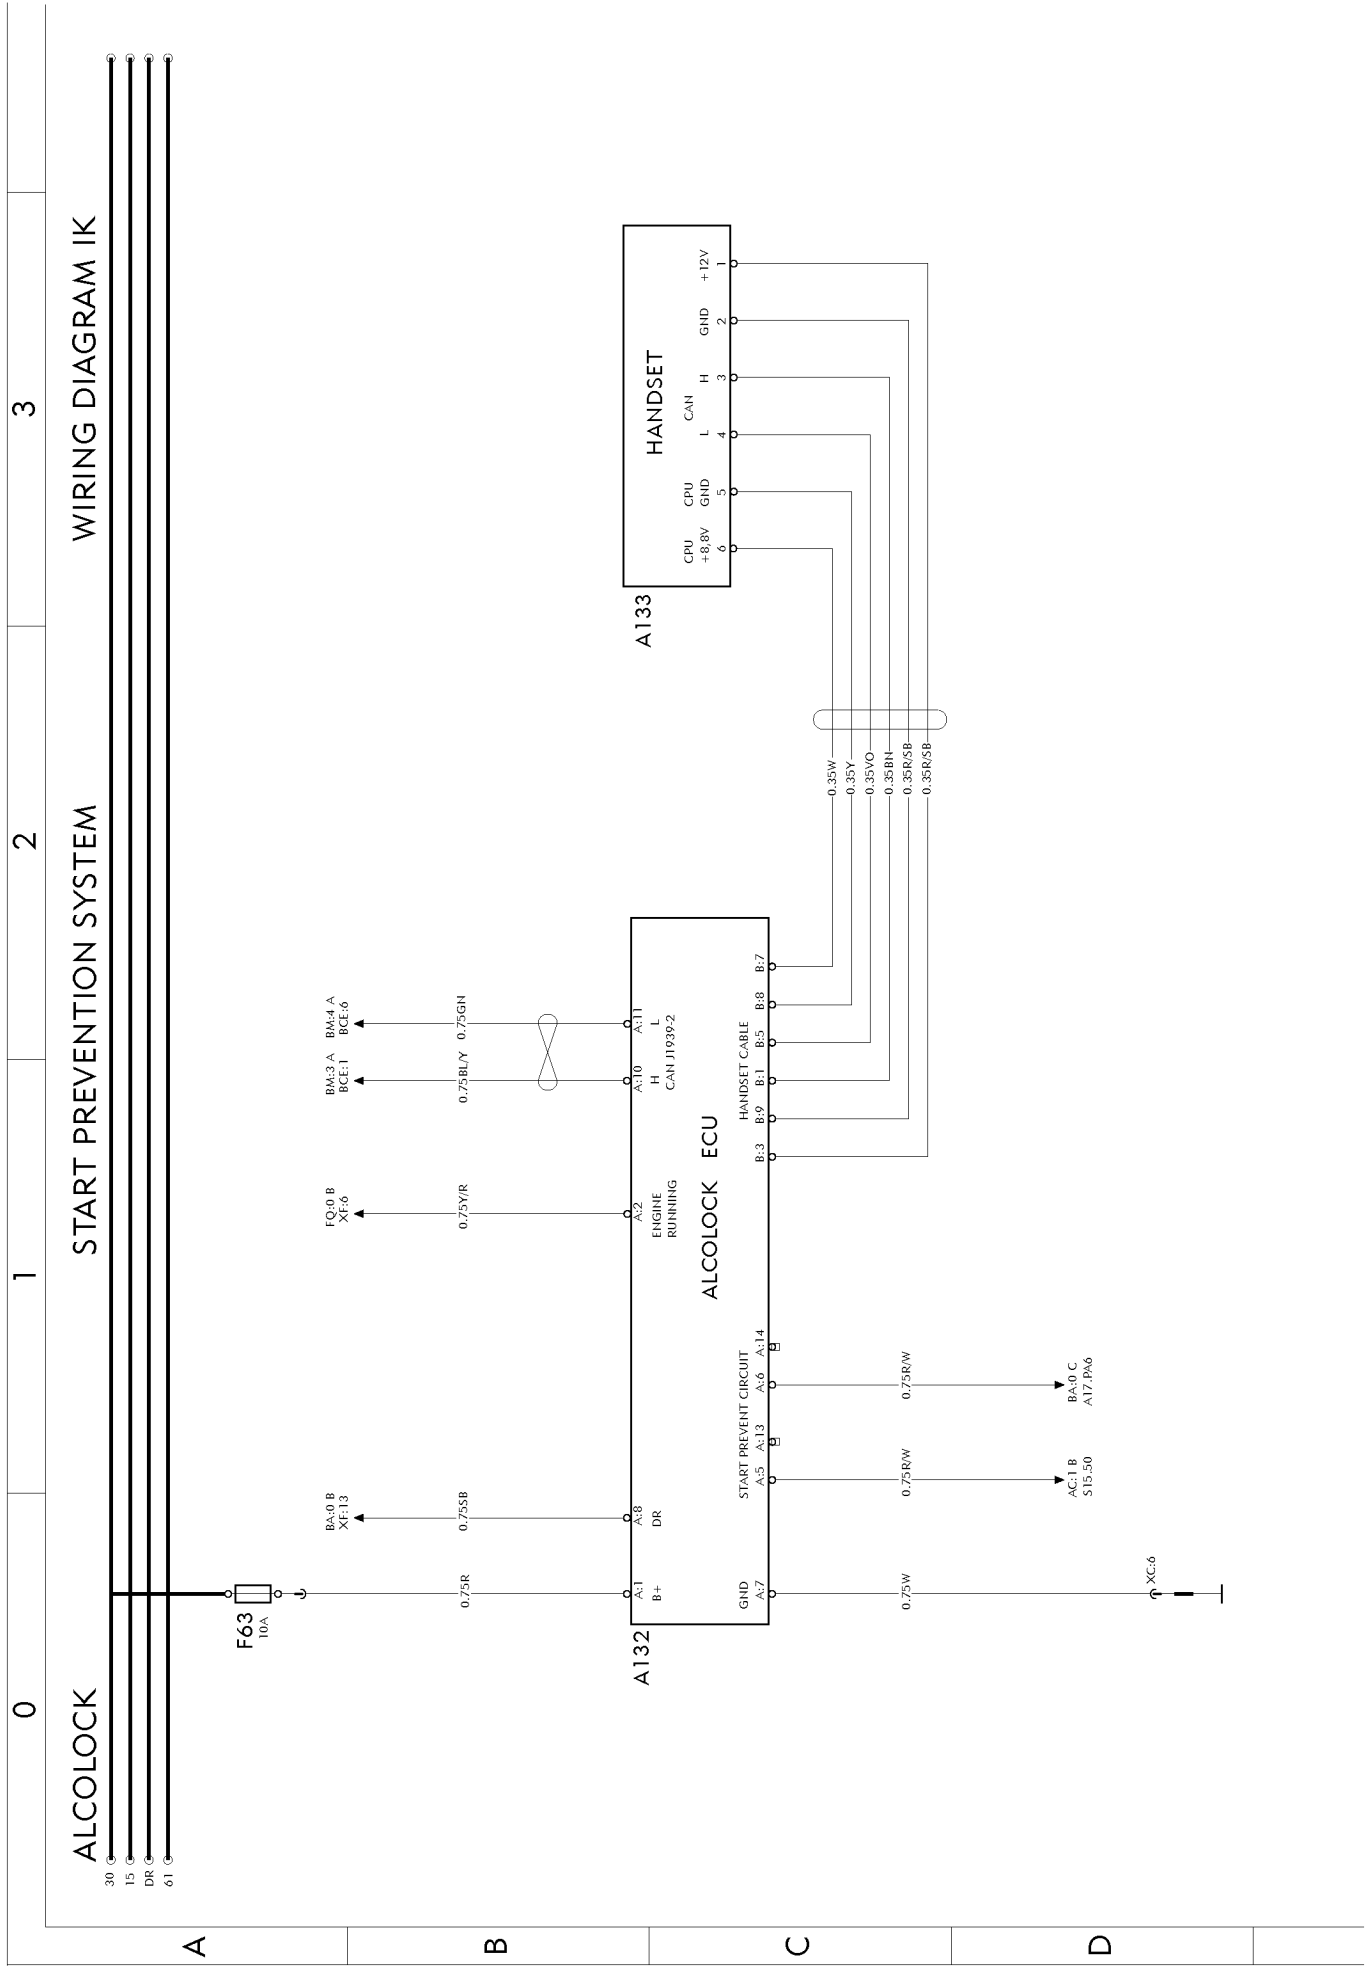 0
1
2
3
ALCOLOCK
START PREVENTION SYSTEM
WIRING DIAGRAM IK
30
15
DR
61
A
B
C
D
F63
10A
BA:0 B
XF:13
FQ:0 B
XF:6
BM:3 A
BCE:1
BM:4 A
BCE:6
0.75R
0.75SB
0.75Y/R
0.75BL/Y
0.75GN
A132
A:1
B+
A:8
DR
A:2
ENGINE
RUNNING
A:10
A:11
H
L
CAN J1939-2
ALCOLOCK ECU
GND
START PREVENT CIRCUIT
HANDSET CABLE
A:7
A:5
A:13
A:6
A:14
B:3
B:9
B:1
B:5
B:8
B:7
A133
HANDSET
CPU
+8,8V
6
CPU
GND
5
CAN
L
4
H
3
GND
2
+12V
1
0.35W
0.35Y
0.35VO
0.35BN
0.35R/SB
0.35R/SB
0.75W
0.75R/W
0.75R/W
XC:6
AC:1 B
S15.50
BA:0 C
A17.PA6